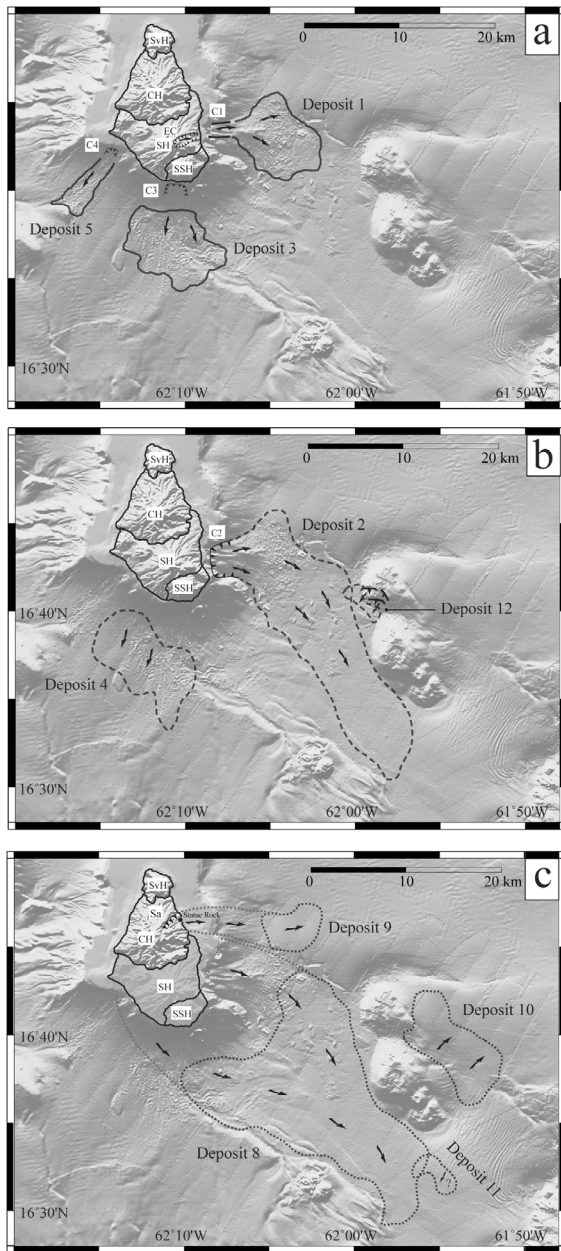 a
0 10 20 km
SvH
CH
C1
Deposit 1
EC
SH
C4
SSH
C3
Deposit 5
Deposit 3
16°30'N
62°10'W 62°00'W 61°50'W
b
0 10 20 km
SvH
CH
C2
Deposit 2
SH
SSH
16°40'N
Deposit 12
Deposit 4
16°30'N
62°10'W 62°00'W 61°50'W
c
0 10 20 km
SvH
Sa
Statue Rock
CH
Deposit 9
SH
SSH
Deposit 10
16°40'N
Deposit 8
Deposit 11
16°30'N
62°10'W 62°00'W 61°50'W